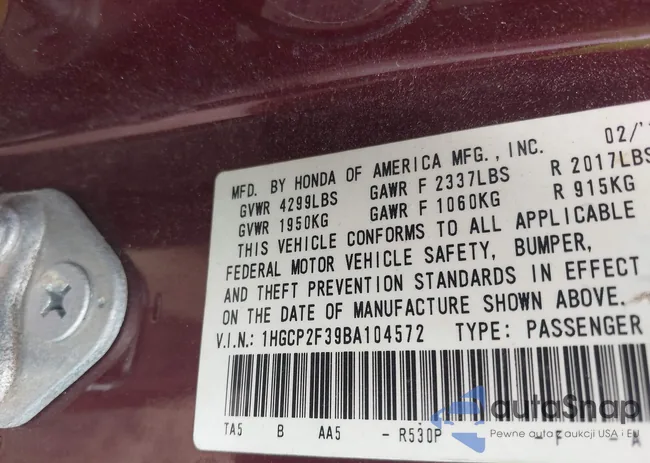 MFD. BY HONDA OF AMERICA MFG., INC. 02/
GVWR 4299LBS GAWR F 2337LBS R 2017LBS
GVWR 1950KG GAWR F 1060KG R 915KG
THIS VEHICLE CONFORMS TO ALL APPLICABLE
FEDERAL MOTOR VEHICLE SAFETY, BUMPER,
AND THEFT PREVENTION STANDARDS IN EFFECT
ON THE DATE OF MANUFACTURE SHOWN ABOVE.
V.I.N.: 1HGCP2F39BA104572 TYPE: PASSENGER
TA5 B AA5 - R530P - F - A
autoSnap
Pewne auta z aukcji USA i EU